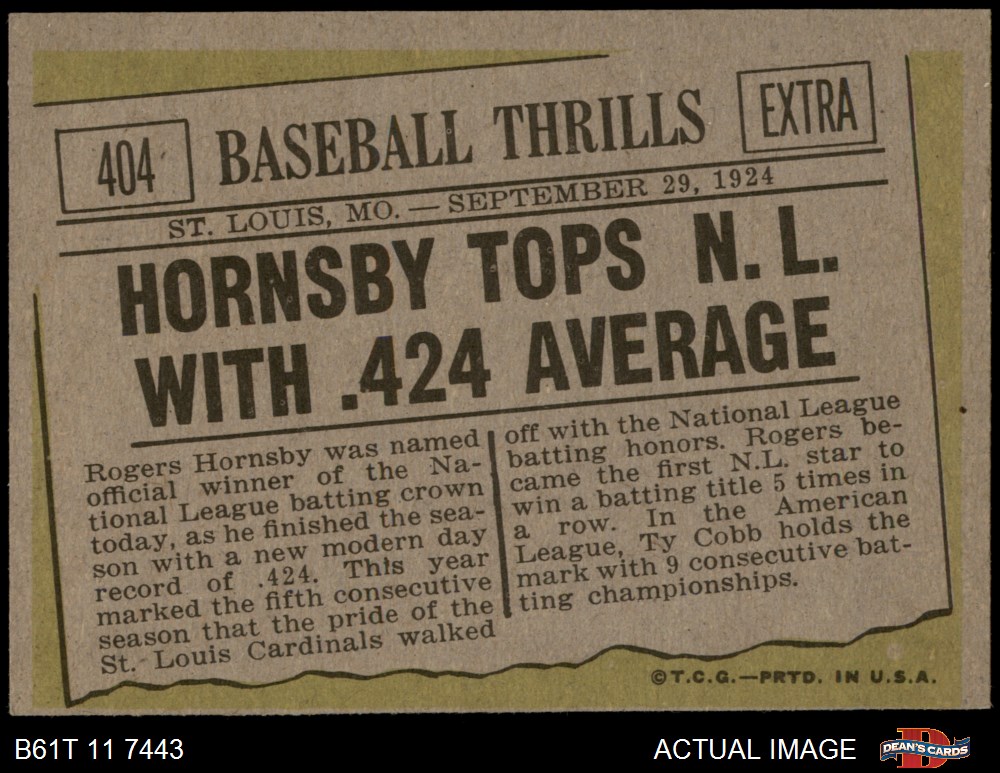 404
BASEBALL THRILLS
EXTRA
ST. LOUIS, MO. — SEPTEMBER 29, 1924
HORNSBY TOPS N. L.
WITH .424 AVERAGE
Rogers Hornsby was named
official winner of the Na-
tional League batting crown
today, as he finished the sea-
son with a new modern day
record of .424. This year
marked the fifth consecutive
season that the pride of the
St. Louis Cardinals walked
off with the National League
batting honors. Rogers be-
came the first N.L. star to
win a batting title 5 times in
a row. In the American
League, Ty Cobb holds the
mark with 9 consecutive bat-
ting championships.
©T.C.G.—PRTD. IN U.S.A.
B61T 11 7443
ACTUAL IMAGE
D
DEAN'S CARDS